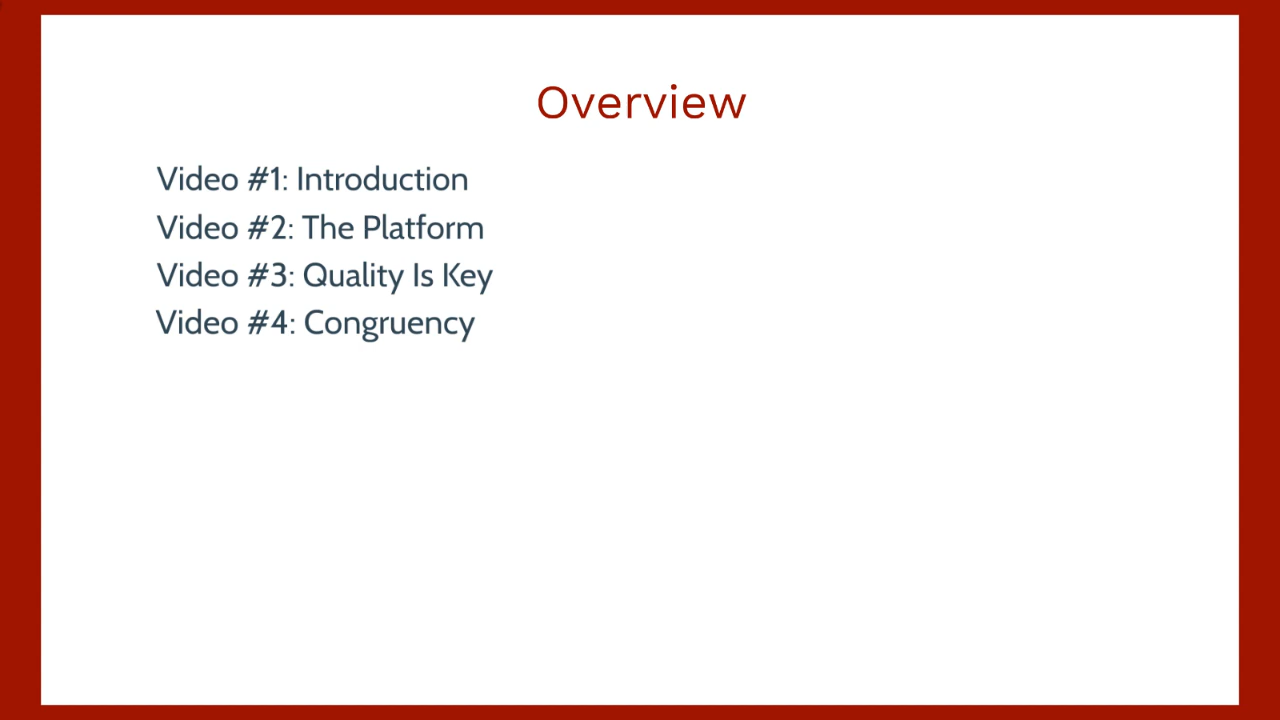 Overview
Video #1: Introduction
Video #2: The Platform
Video #3: Quality Is Key
Video #4: Congruency